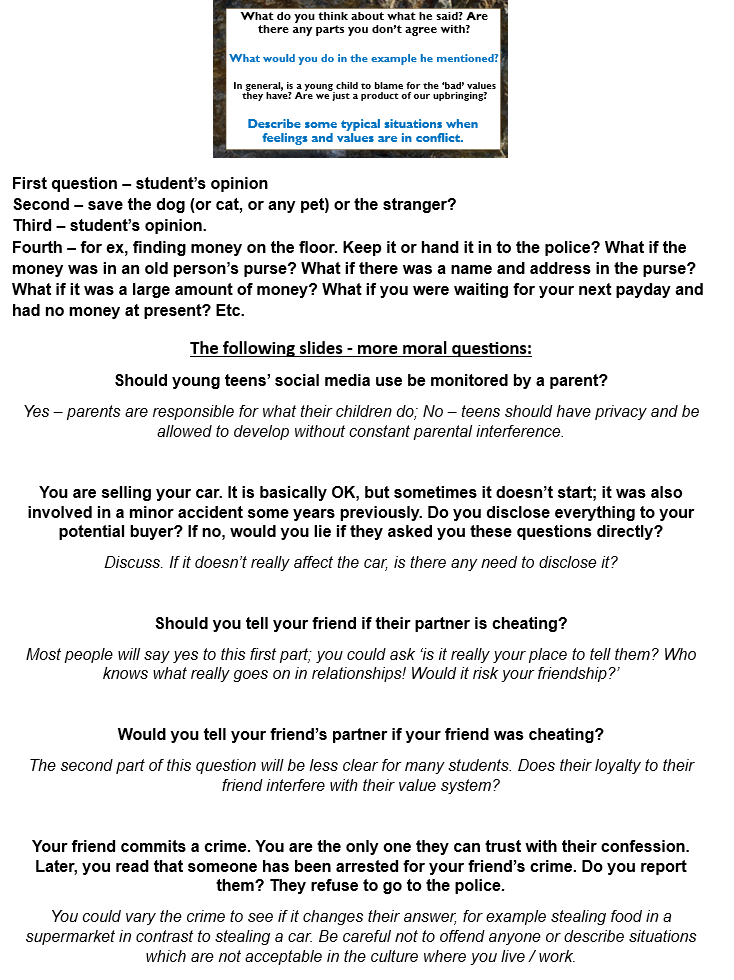 What do you think about what he said? Are
there any parts you don't agree with?
What would you do in the example he mentioned?
In general, is a young child to blame for the 'bad' values
they have? Are we just a product of our upbringing?
Describe some typical situations when
feelings and values are in conflict.
First question – student's opinion
Second – save the dog (or cat, or any pet) or the stranger?
Third – student's opinion.
Fourth – for ex, finding money on the floor. Keep it or hand it in to the police? What if the
money was in an old person's purse? What if there was a name and address in the purse?
What if it was a large amount of money? What if you were waiting for your next payday and
had no money at present? Etc.
The following slides - more moral questions:
Should young teens' social media use be monitored by a parent?
Yes – parents are responsible for what their children do; No – teens should have privacy and be
allowed to develop without constant parental interference.
You are selling your car. It is basically OK, but sometimes it doesn't start; it was also
involved in a minor accident some years previously. Do you disclose everything to your
potential buyer? If no, would you lie if they asked you these questions directly?
Discuss. If it doesn't really affect the car, is there any need to disclose it?
Should you tell your friend if their partner is cheating?
Most people will say yes to this first part; you could ask 'is it really your place to tell them? Who
knows what really goes on in relationships! Would it risk your friendship?'
Would you tell your friend's partner if your friend was cheating?
The second part of this question will be less clear for many students. Does their loyalty to their
friend interfere with their value system?
Your friend commits a crime. You are the only one they can trust with their confession.
Later, you read that someone has been arrested for your friend's crime. Do you report
them? They refuse to go to the police.
You could vary the crime to see if it changes their answer, for example stealing food in a
supermarket in contrast to stealing a car. Be careful not to offend anyone or describe situations
which are not acceptable in the culture where you live / work.